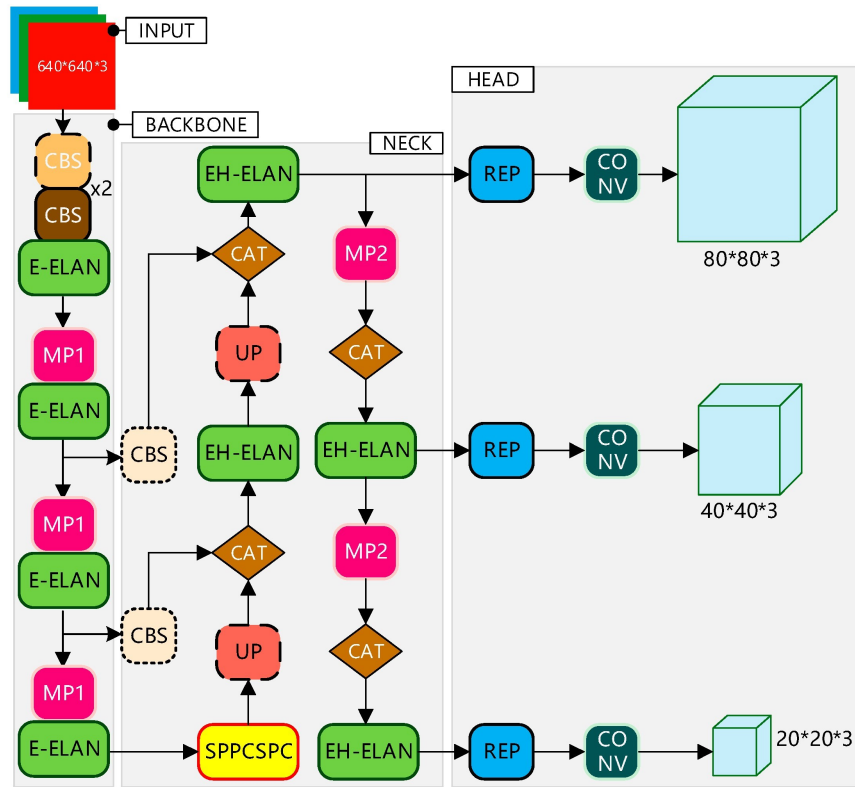 INPUT
640*640*3
HEAD
BACKBONE
NECK
CBS
x2
CBS
E-ELAN
MP1
E-ELAN
CBS
MP1
E-ELAN
CBS
MP1
E-ELAN
EH-ELAN
CAT
UP
EH-ELAN
CAT
UP
SPPCSPC
MP2
CAT
EH-ELAN
MP2
CAT
EH-ELAN
REP
CO
NV
80*80*3
REP
CO
NV
40*40*3
REP
CO
NV
20*20*3